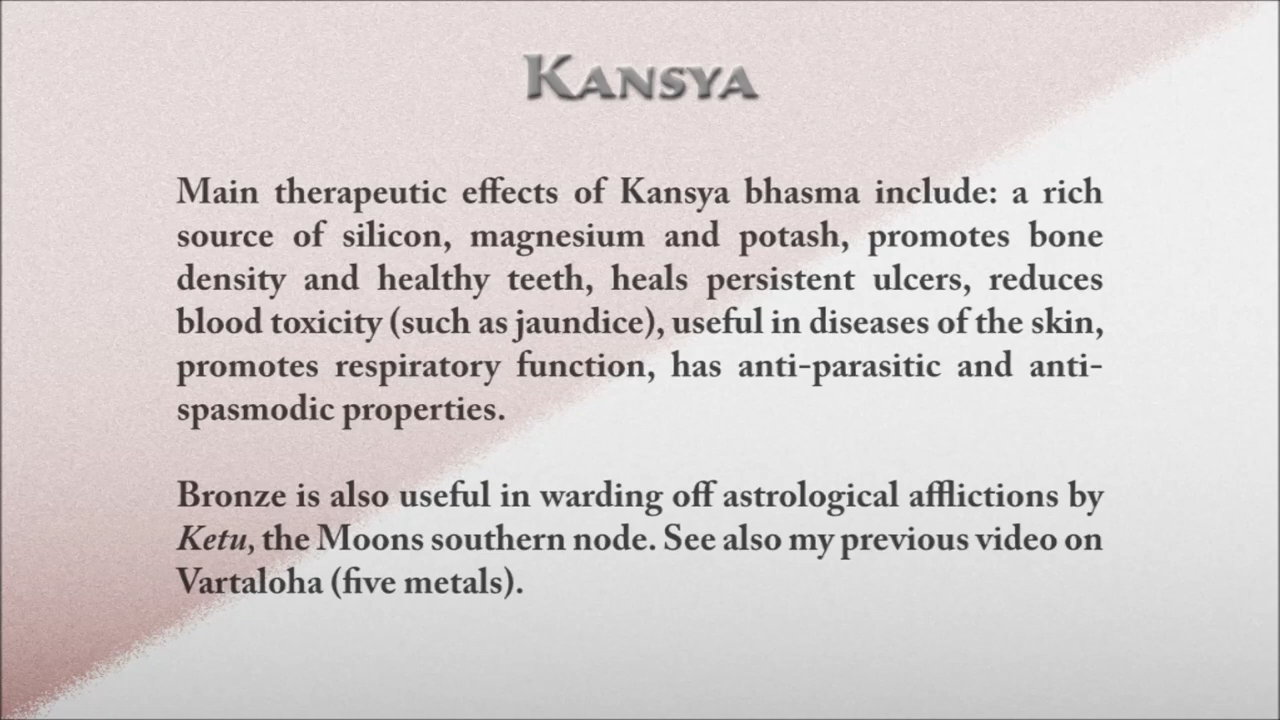 KANSYA
Main therapeutic effects of Kansya bhasma include: a rich
source of silicon, magnesium and potash, promotes bone
density and healthy teeth, heals persistent ulcers, reduces
blood toxicity (such as jaundice), useful in diseases of the skin,
promotes respiratory function, has anti-parasitic and anti-
spasmodic properties.
Bronze is also useful in warding off astrological afflictions by
Ketu, the Moons southern node. See also my previous video on
Vartaloha (five metals).